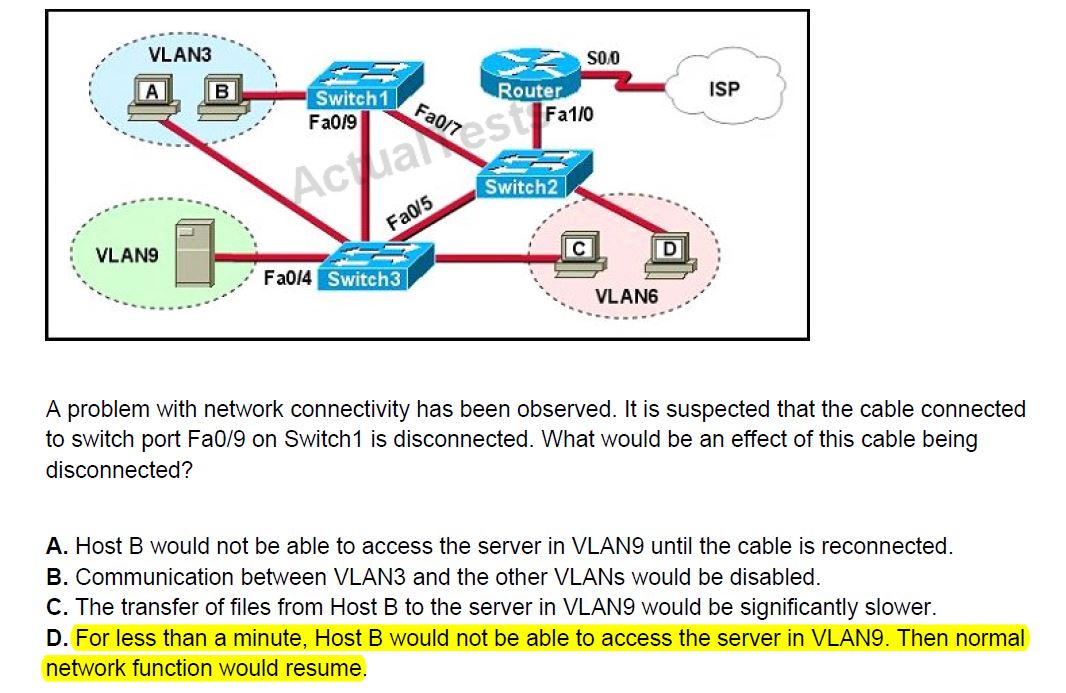 VLAN3
S0/0
A
B
Switch1
Router
ISP
Fa0/9
Fa0/7
Fa1/0
ActualTests
Switch2
Fa0/5
VLAN9
C
D
Fa0/4
Switch3
VLAN6
A problem with network connectivity has been observed. It is suspected that the cable connected
to switch port Fa0/9 on Switch1 is disconnected. What would be an effect of this cable being
disconnected?
A. Host B would not be able to access the server in VLAN9 until the cable is reconnected.
B. Communication between VLAN3 and the other VLANs would be disabled.
C. The transfer of files from Host B to the server in VLAN9 would be significantly slower.
D. For less than a minute, Host B would not be able to access the server in VLAN9. Then normal
network function would resume.